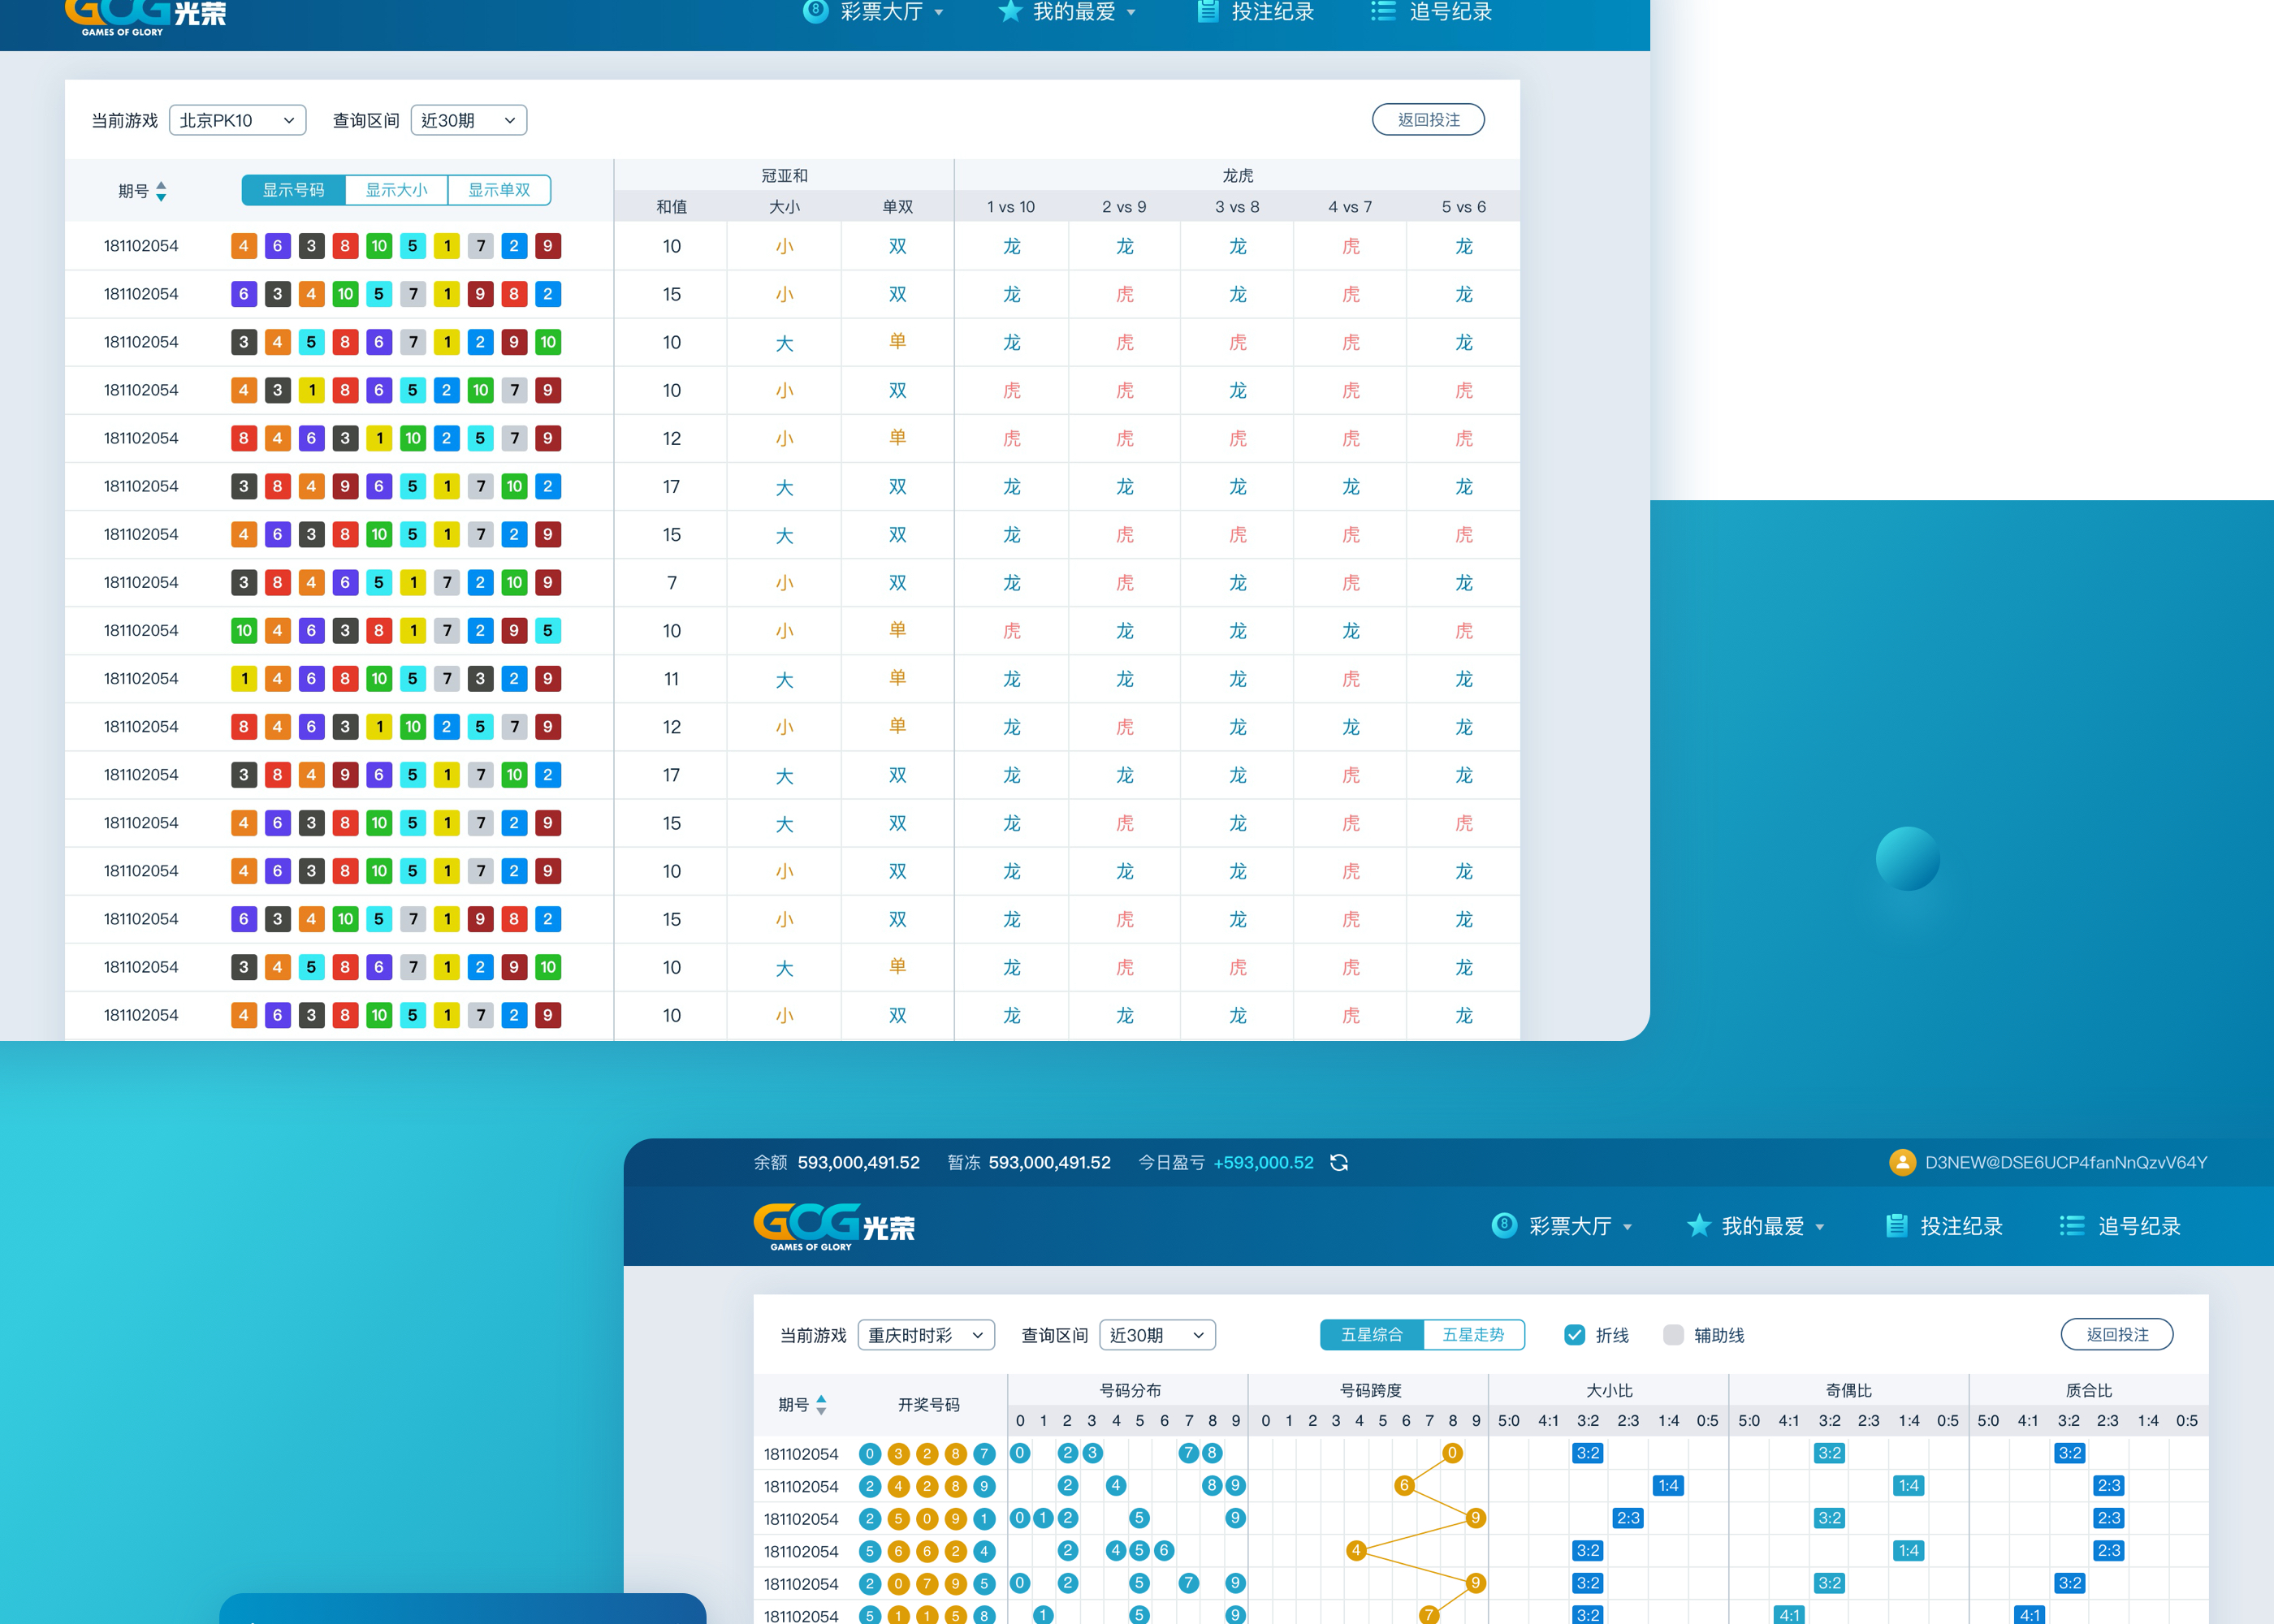 GCG光荣
GAMES OF GLORY
彩票大厅 我的最爱 投注纪录 追号纪录
当前游戏 北京PK10 查询区间 近30期 返回投注
冠亚和 龙虎
期号 显示号码 显示大小 显示单双
和值 大小 单双 1 vs 10 2 vs 9 3 vs 8 4 vs 7 5 vs 6
181102054 4 6 3 8 10 5 1 7 2 9 10 小 双 龙 龙 龙 虎 龙
181102054 6 3 4 10 5 7 1 9 8 2 15 小 双 龙 虎 龙 虎 龙
181102054 3 4 5 8 6 7 1 2 9 10 10 大 单 龙 虎 虎 虎 龙
181102054 4 3 1 8 6 5 2 10 7 9 10 小 双 虎 虎 龙 虎 虎
181102054 8 4 6 3 1 10 2 5 7 9 12 小 单 虎 虎 虎 虎 虎
181102054 3 8 4 9 6 5 1 7 10 2 17 大 双 龙 龙 龙 龙 龙
181102054 4 6 3 8 10 5 1 7 2 9 15 大 双 龙 虎 虎 虎 虎
181102054 3 8 4 6 5 1 7 2 10 9 7 小 双 龙 虎 龙 虎 龙
181102054 10 4 6 3 8 1 7 2 9 5 10 小 单 虎 龙 龙 龙 虎
181102054 1 4 6 8 10 5 7 3 2 9 11 大 单 龙 龙 龙 虎 龙
181102054 8 4 6 3 1 10 2 5 7 9 12 小 单 龙 虎 龙 龙 龙
181102054 3 8 4 9 6 5 1 7 10 2 17 大 双 龙 龙 龙 虎 龙
181102054 4 6 3 8 10 5 1 7 2 9 15 大 双 龙 虎 龙 虎 虎
181102054 4 6 3 8 10 5 1 7 2 9 10 小 双 龙 龙 龙 虎 龙
181102054 6 3 4 10 5 7 1 9 8 2 15 小 双 龙 虎 龙 虎 龙
181102054 3 4 5 8 6 7 1 2 9 10 10 大 单 龙 虎 虎 虎 龙
181102054 4 6 3 8 10 5 1 7 2 9 10 小 双 龙 龙 龙 虎 龙
余额 593,000,491.52 暂冻 593,000,491.52 今日盈亏 +593,000.52 D3NEW@DSE6UCP4fanNnQzvV64Y
GCG光荣
GAMES OF GLORY
8 彩票大厅 我的最爱 投注纪录 追号纪录
当前游戏 重庆时时彩 查询区间 近30期 五星综合 五星走势 折线 辅助线 返回投注
期号 开奖号码 号码分布 号码跨度 大小比 奇偶比 质合比
0 1 2 3 4 5 6 7 8 9 0 1 2 3 4 5 6 7 8 9 5:0 4:1 3:2 2:3 1:4 0:5 5:0 4:1 3:2 2:3 1:4 0:5 5:0 4:1 3:2 2:3 1:4 0:5
181102054 0 3 2 8 7 0 2 3 7 8 0 3:2 3:2 3:2
181102054 2 4 2 8 9 2 4 8 9 6 1:4 1:4 2:3
181102054 2 5 0 9 1 0 1 2 5 9 9 2:3 3:2 2:3
181102054 5 6 6 2 4 2 4 5 6 4 3:2 1:4 2:3
181102054 2 0 7 9 5 0 2 5 7 9 9 3:2 3:2 3:2
181102054 5 1 1 5 8 1 5 9 7 3:2 4:1 4:1